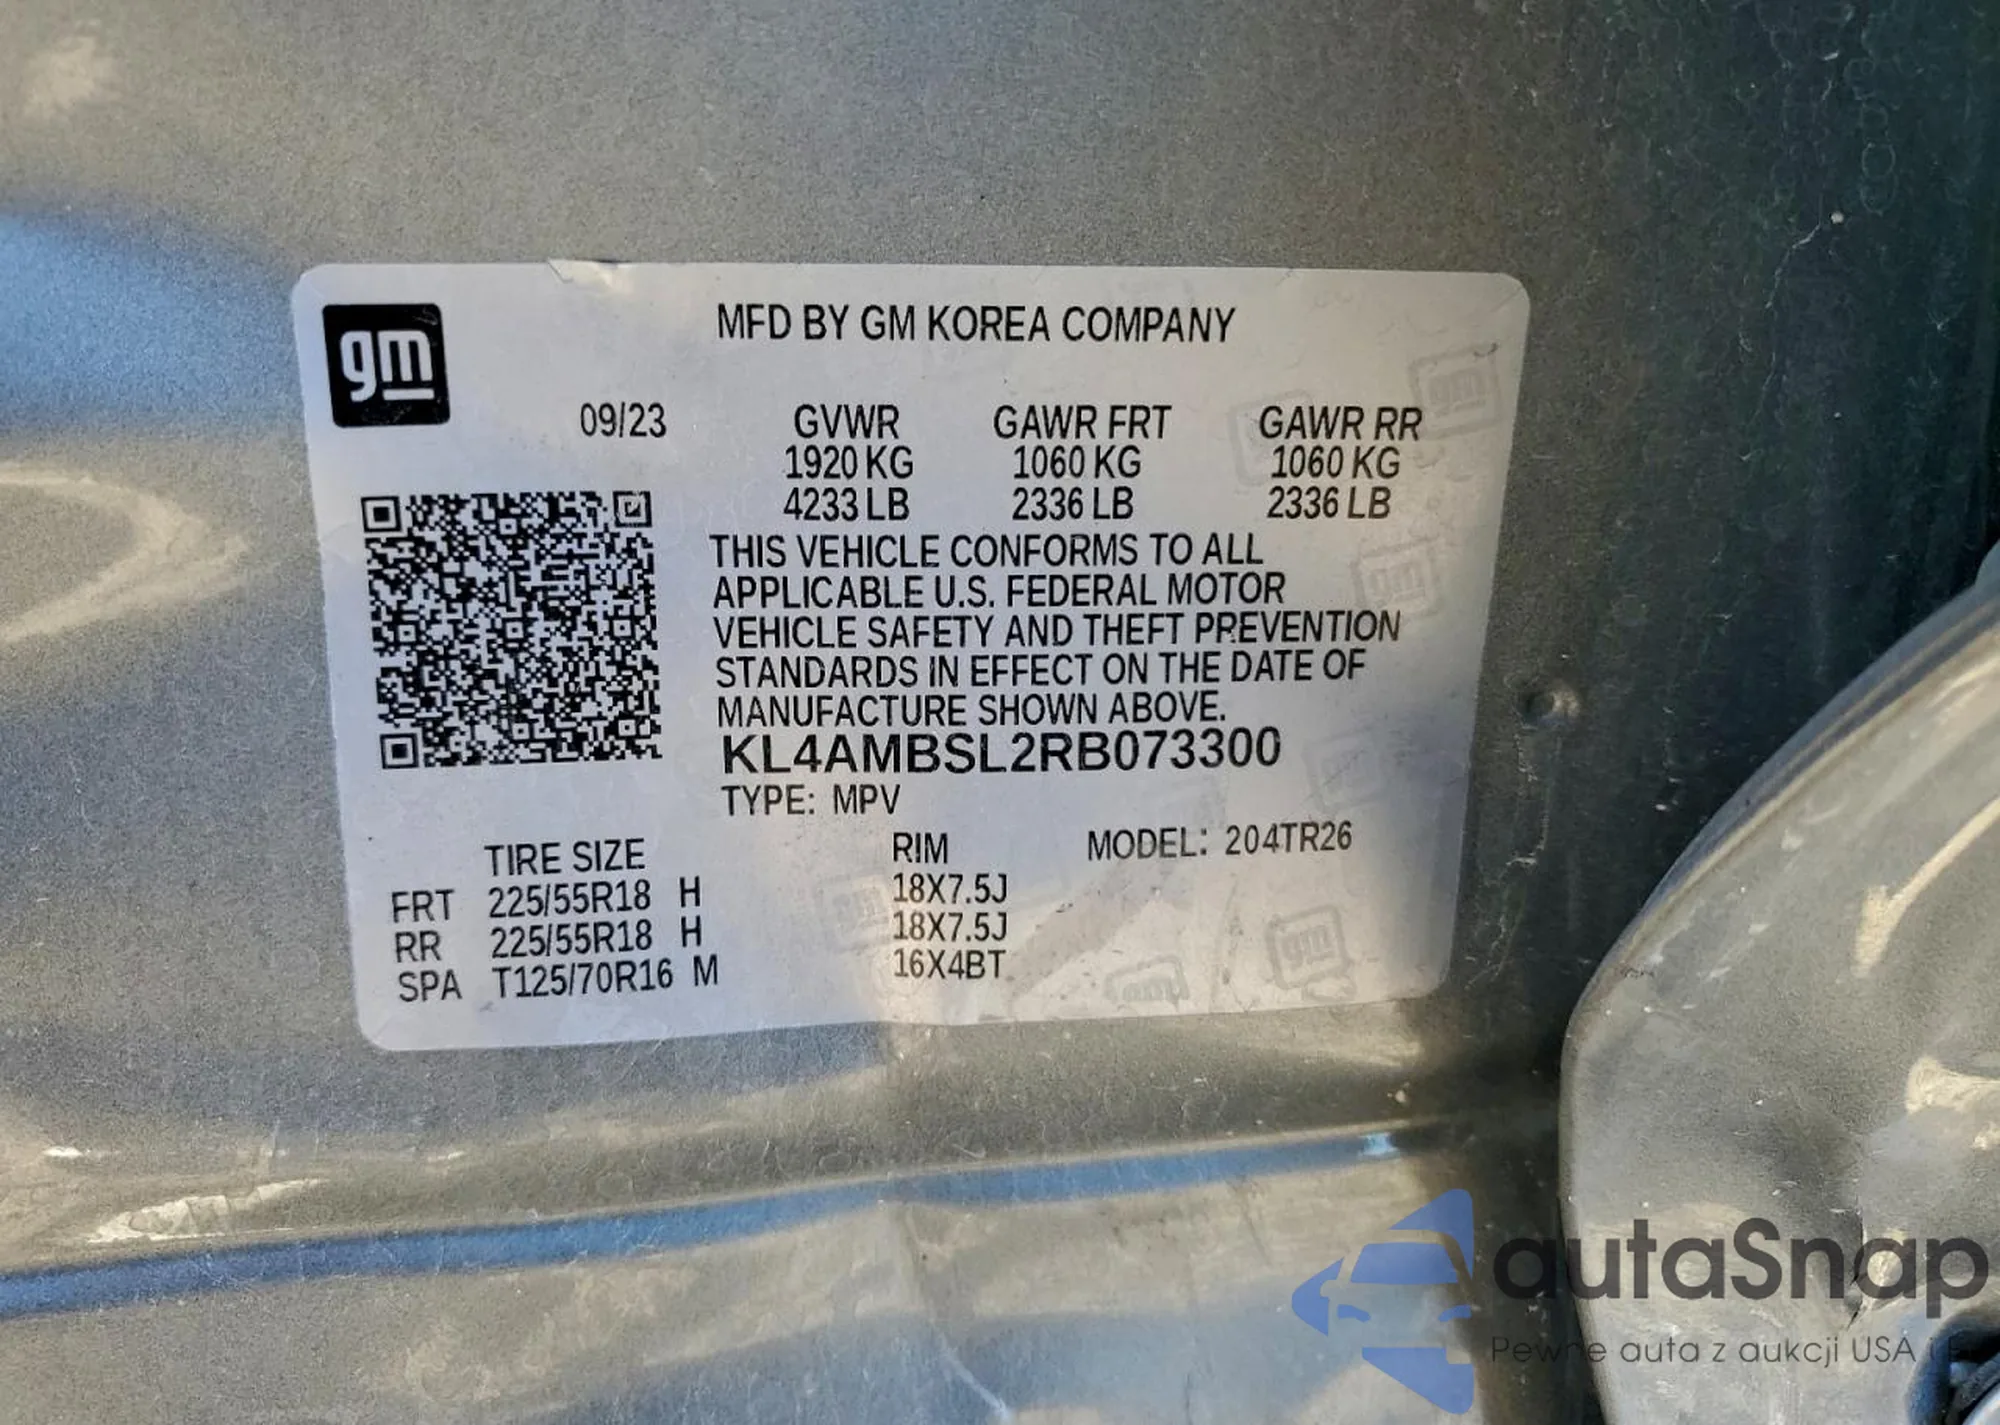 gm
MFD BY GM KOREA COMPANY
09/23 GVWR GAWR FRT GAWR RR
1920 KG 1060 KG 1060 KG
4233 LB 2336 LB 2336 LB
THIS VEHICLE CONFORMS TO ALL
APPLICABLE U.S. FEDERAL MOTOR
VEHICLE SAFETY AND THEFT PREVENTION
STANDARDS IN EFFECT ON THE DATE OF
MANUFACTURE SHOWN ABOVE.
KL4AMBSL2RB073300
TYPE: MPV
TIRE SIZE RIM MODEL: 204TR26
FRT 225/55R18 H 18X7.5J
RR 225/55R18 H 18X7.5J
SPA T125/70R16 M 16X4BT
autaSnap
Pewne auta z aukcji USA i